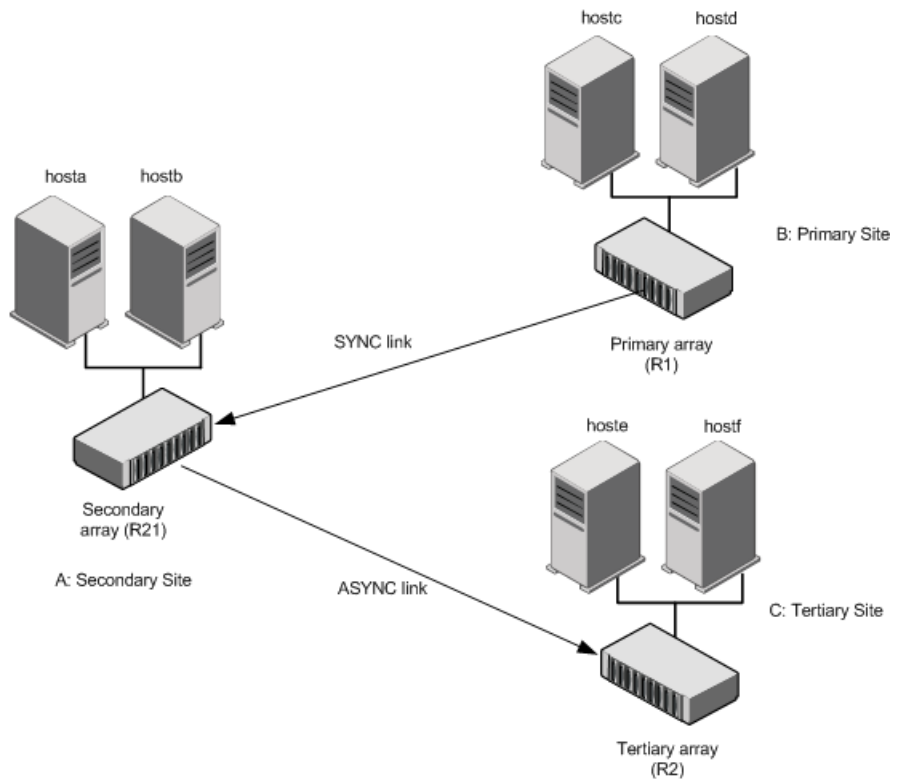 hostc
hostd
hosta
hostb
B: Primary Site
SYNC link
Primary array
(R1)
hoste
hostf
Secondary
array (R21)
A: Secondary Site
ASYNC link
C: Tertiary Site
Tertiary array
(R2)